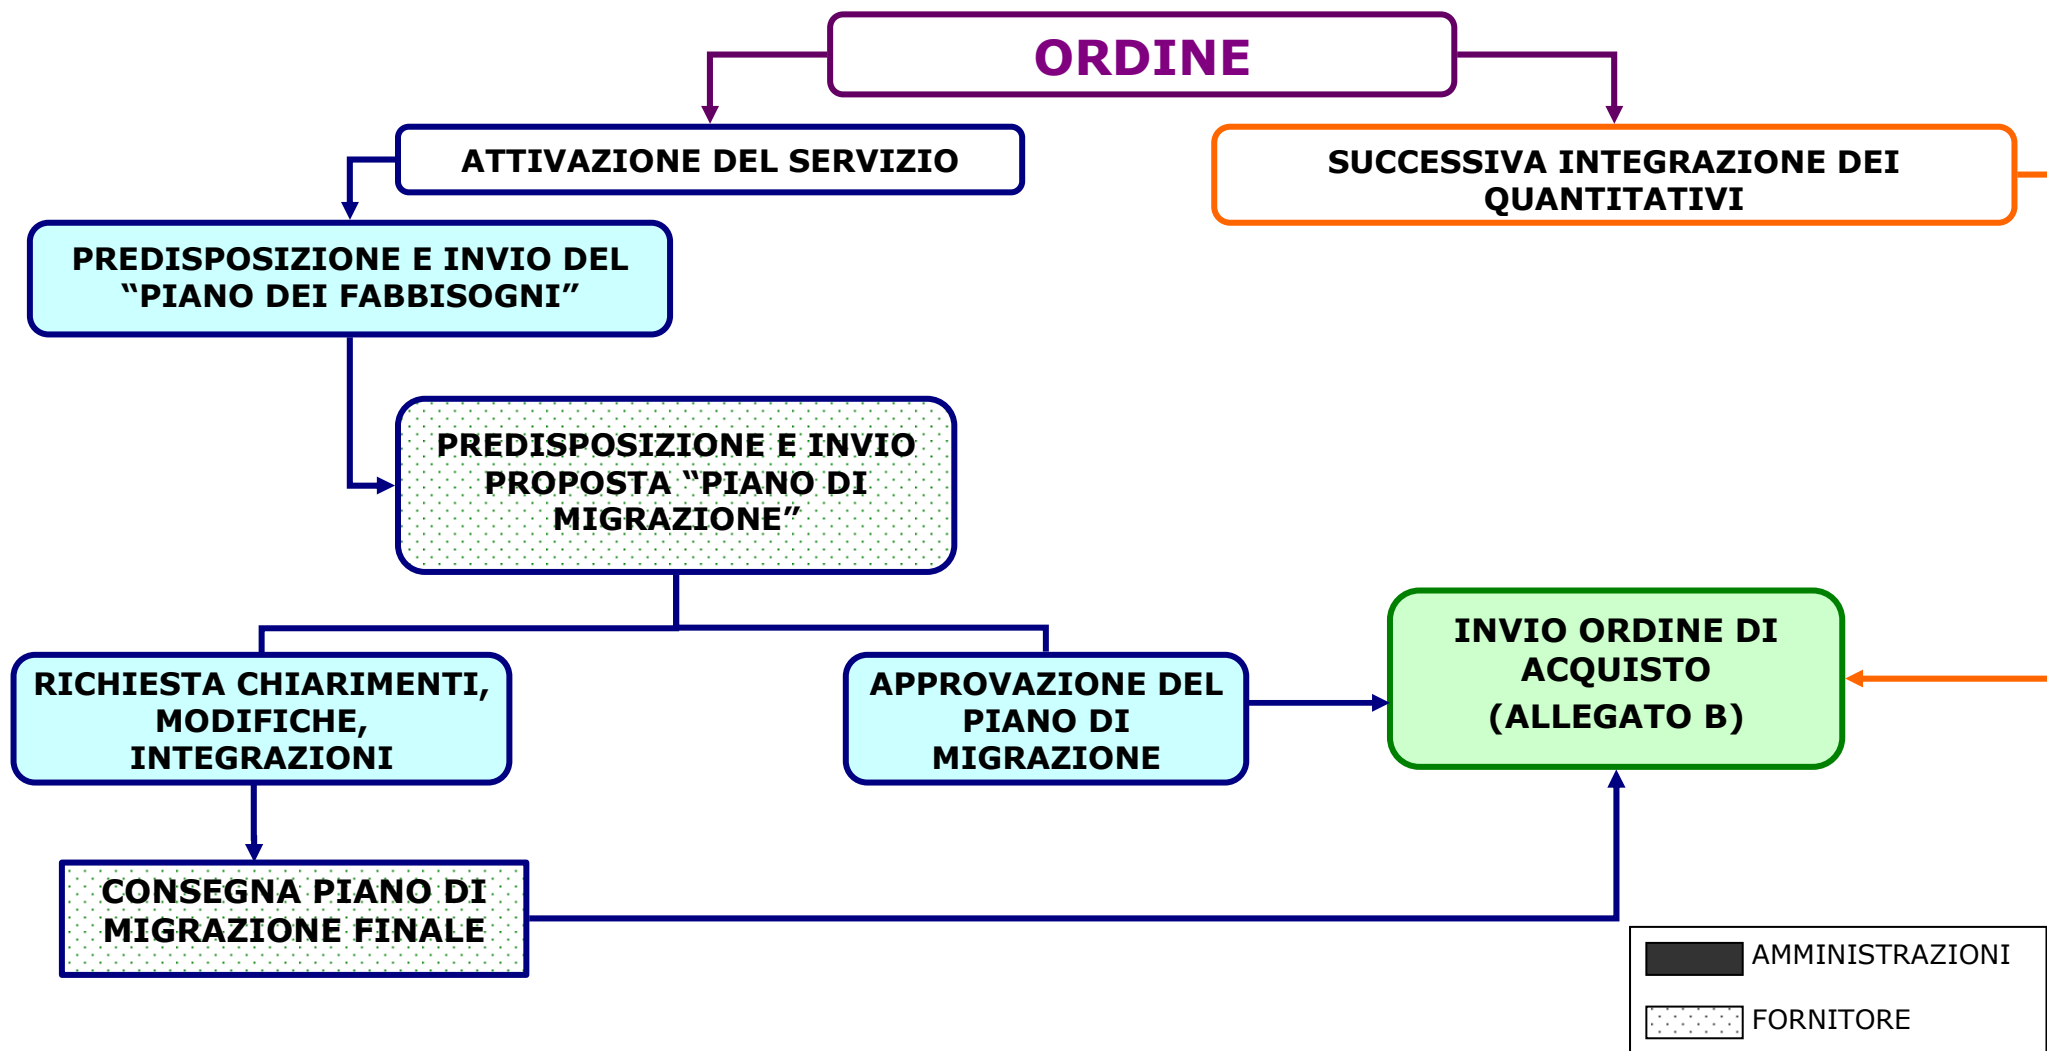 ORDINE
ATTIVAZIONE DEL SERVIZIO
SUCCESSIVA INTEGRAZIONE DEI
QUANTITATIVI
PREDISPOSIZIONE E INVIO DEL
“PIANO DEI FABBISOGNI”
PREDISPOSIZIONE E INVIO
PROPOSTA “PIANO DI
MIGRAZIONE”
RICHIESTA CHIARIMENTI,
MODIFICHE,
INTEGRAZIONI
APPROVAZIONE DEL
PIANO DI
MIGRAZIONE
INVIO ORDINE DI
ACQUISTO
(ALLEGATO B)
CONSEGNA PIANO DI
MIGRAZIONE FINALE
AMMINISTRAZIONI
FORNITORE